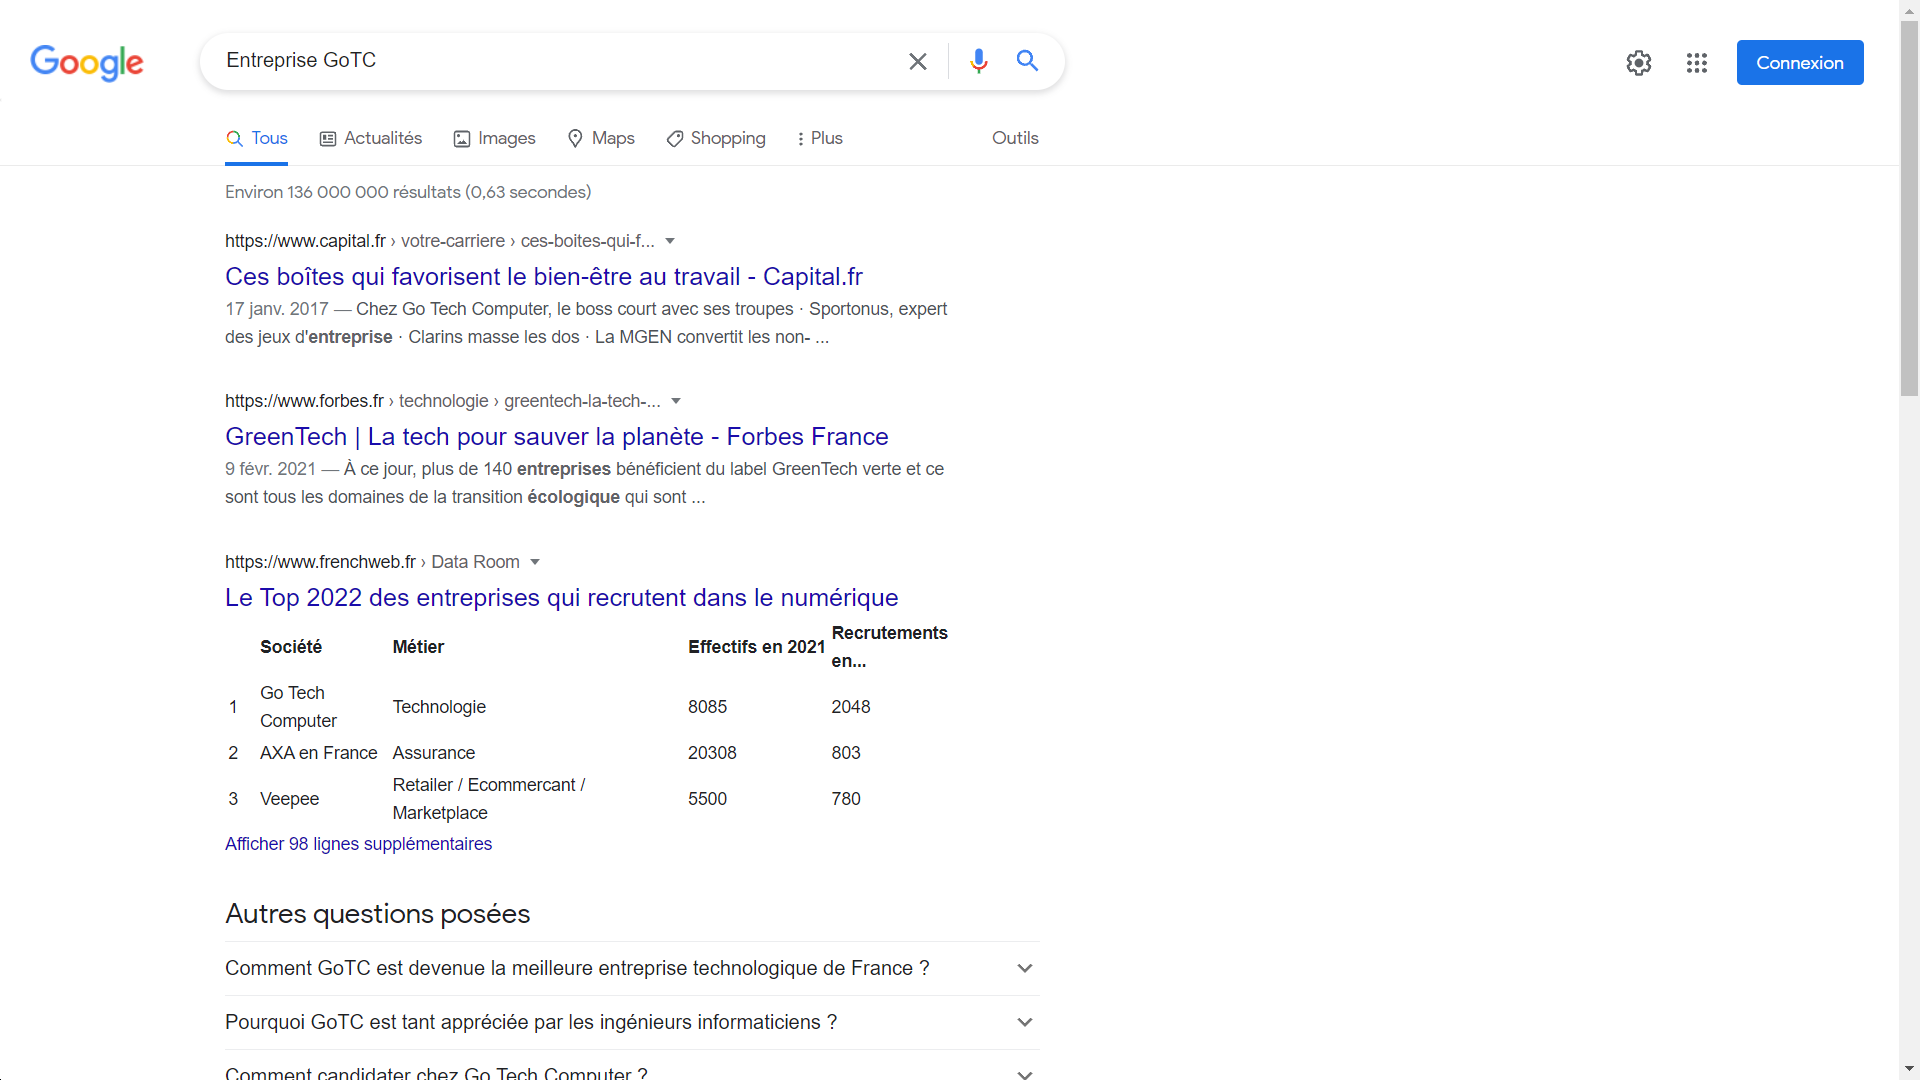 Google
Entreprise GoTC
Connexion
Tous
Actualités
Images
Maps
Shopping
Plus
Outils
Environ 136 000 000 résultats (0,63 secondes)
https://www.capital.fr › votre-carriere › ces-boites-qui-f...
Ces boîtes qui favorisent le bien-être au travail - Capital.fr
17 janv. 2017 — Chez Go Tech Computer, le boss court avec ses troupes · Sportonus, expert
des jeux d'entreprise · Clarins masse les dos · La MGEN convertit les non- ...
https://www.forbes.fr › technologie › greentech-la-tech-...
GreenTech | La tech pour sauver la planète - Forbes France
9 févr. 2021 — À ce jour, plus de 140 entreprises bénéficient du label GreenTech verte et ce
sont tous les domaines de la transition écologique qui sont ...
https://www.frenchweb.fr › Data Room
Le Top 2022 des entreprises qui recrutent dans le numérique
Société Métier Effectifs en 2021 Recrutements
en...
1 Go Tech
Computer Technologie 8085 2048
2 AXA en France Assurance 20308 803
3 Veepee Retailer / Ecommercant /
Marketplace 5500 780
Afficher 98 lignes supplémentaires
Autres questions posées
Comment GoTC est devenue la meilleure entreprise technologique de France ?
Pourquoi GoTC est tant appréciée par les ingénieurs informaticiens ?
Comment candidater chez Go Tech Computer ?